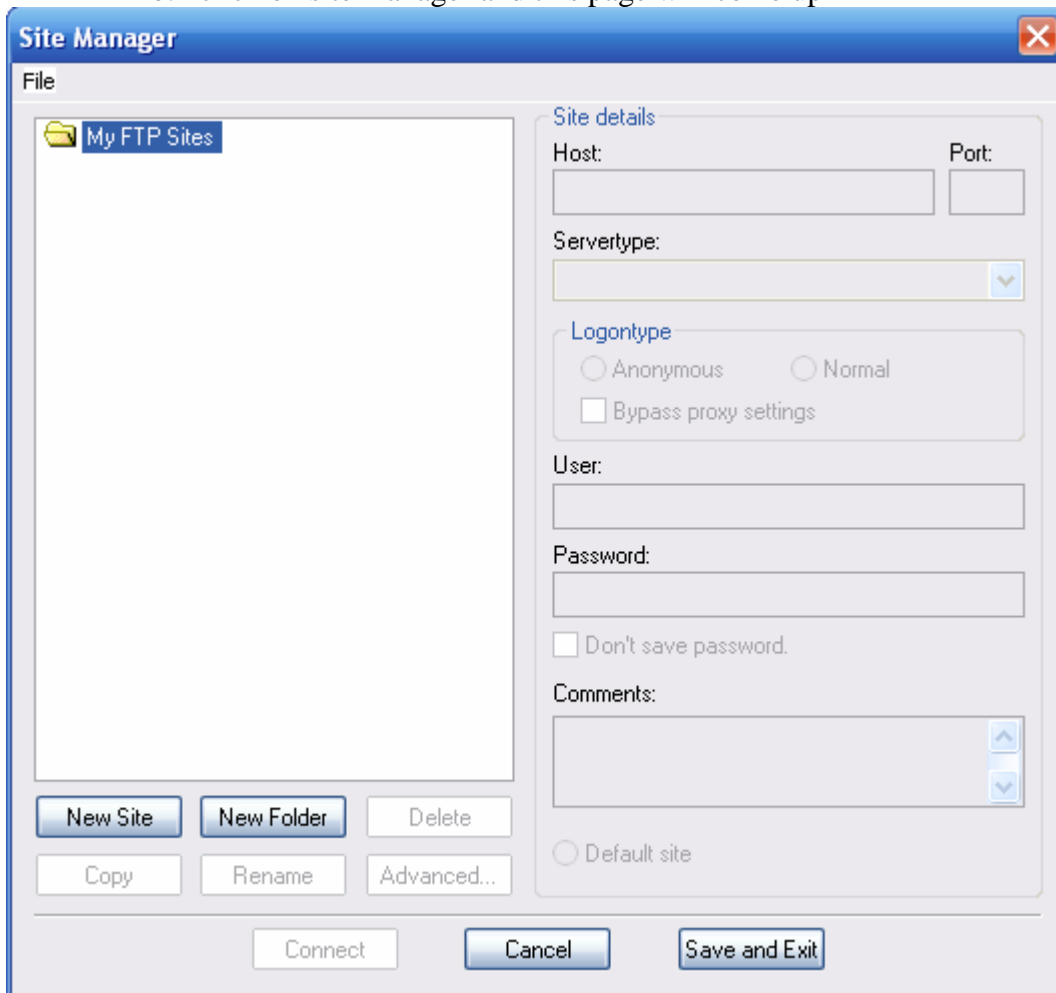 Site Manager
File
My FTP Sites
Site details
Host: Port:
Servertype:
Logontype
Anonymous Normal
Bypass proxy settings
User:
Password:
Don't save password.
Comments:
Default site
New Site New Folder Delete
Copy Rename Advanced...
Connect Cancel Save and Exit